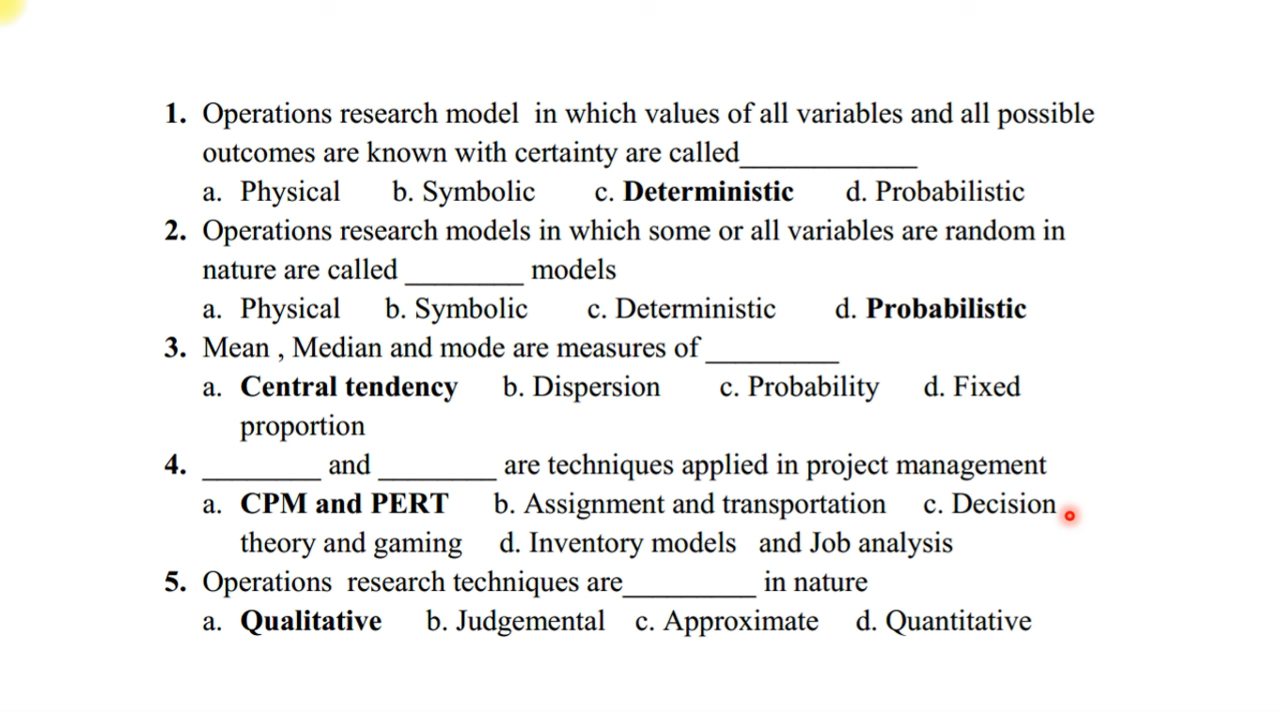 1. Operations research model in which values of all variables and all possible
outcomes are known with certainty are called____________
a. Physical b. Symbolic c. Deterministic d. Probabilistic
2. Operations research models in which some or all variables are random in
nature are called ________ models
a. Physical b. Symbolic c. Deterministic d. Probabilistic
3. Mean , Median and mode are measures of _________
a. Central tendency b. Dispersion c. Probability d. Fixed
proportion
4. ________ and ________ are techniques applied in project management
a. CPM and PERT b. Assignment and transportation c. Decision
theory and gaming d. Inventory models and Job analysis
5. Operations research techniques are_________ in nature
a. Qualitative b. Judgemental c. Approximate d. Quantitative